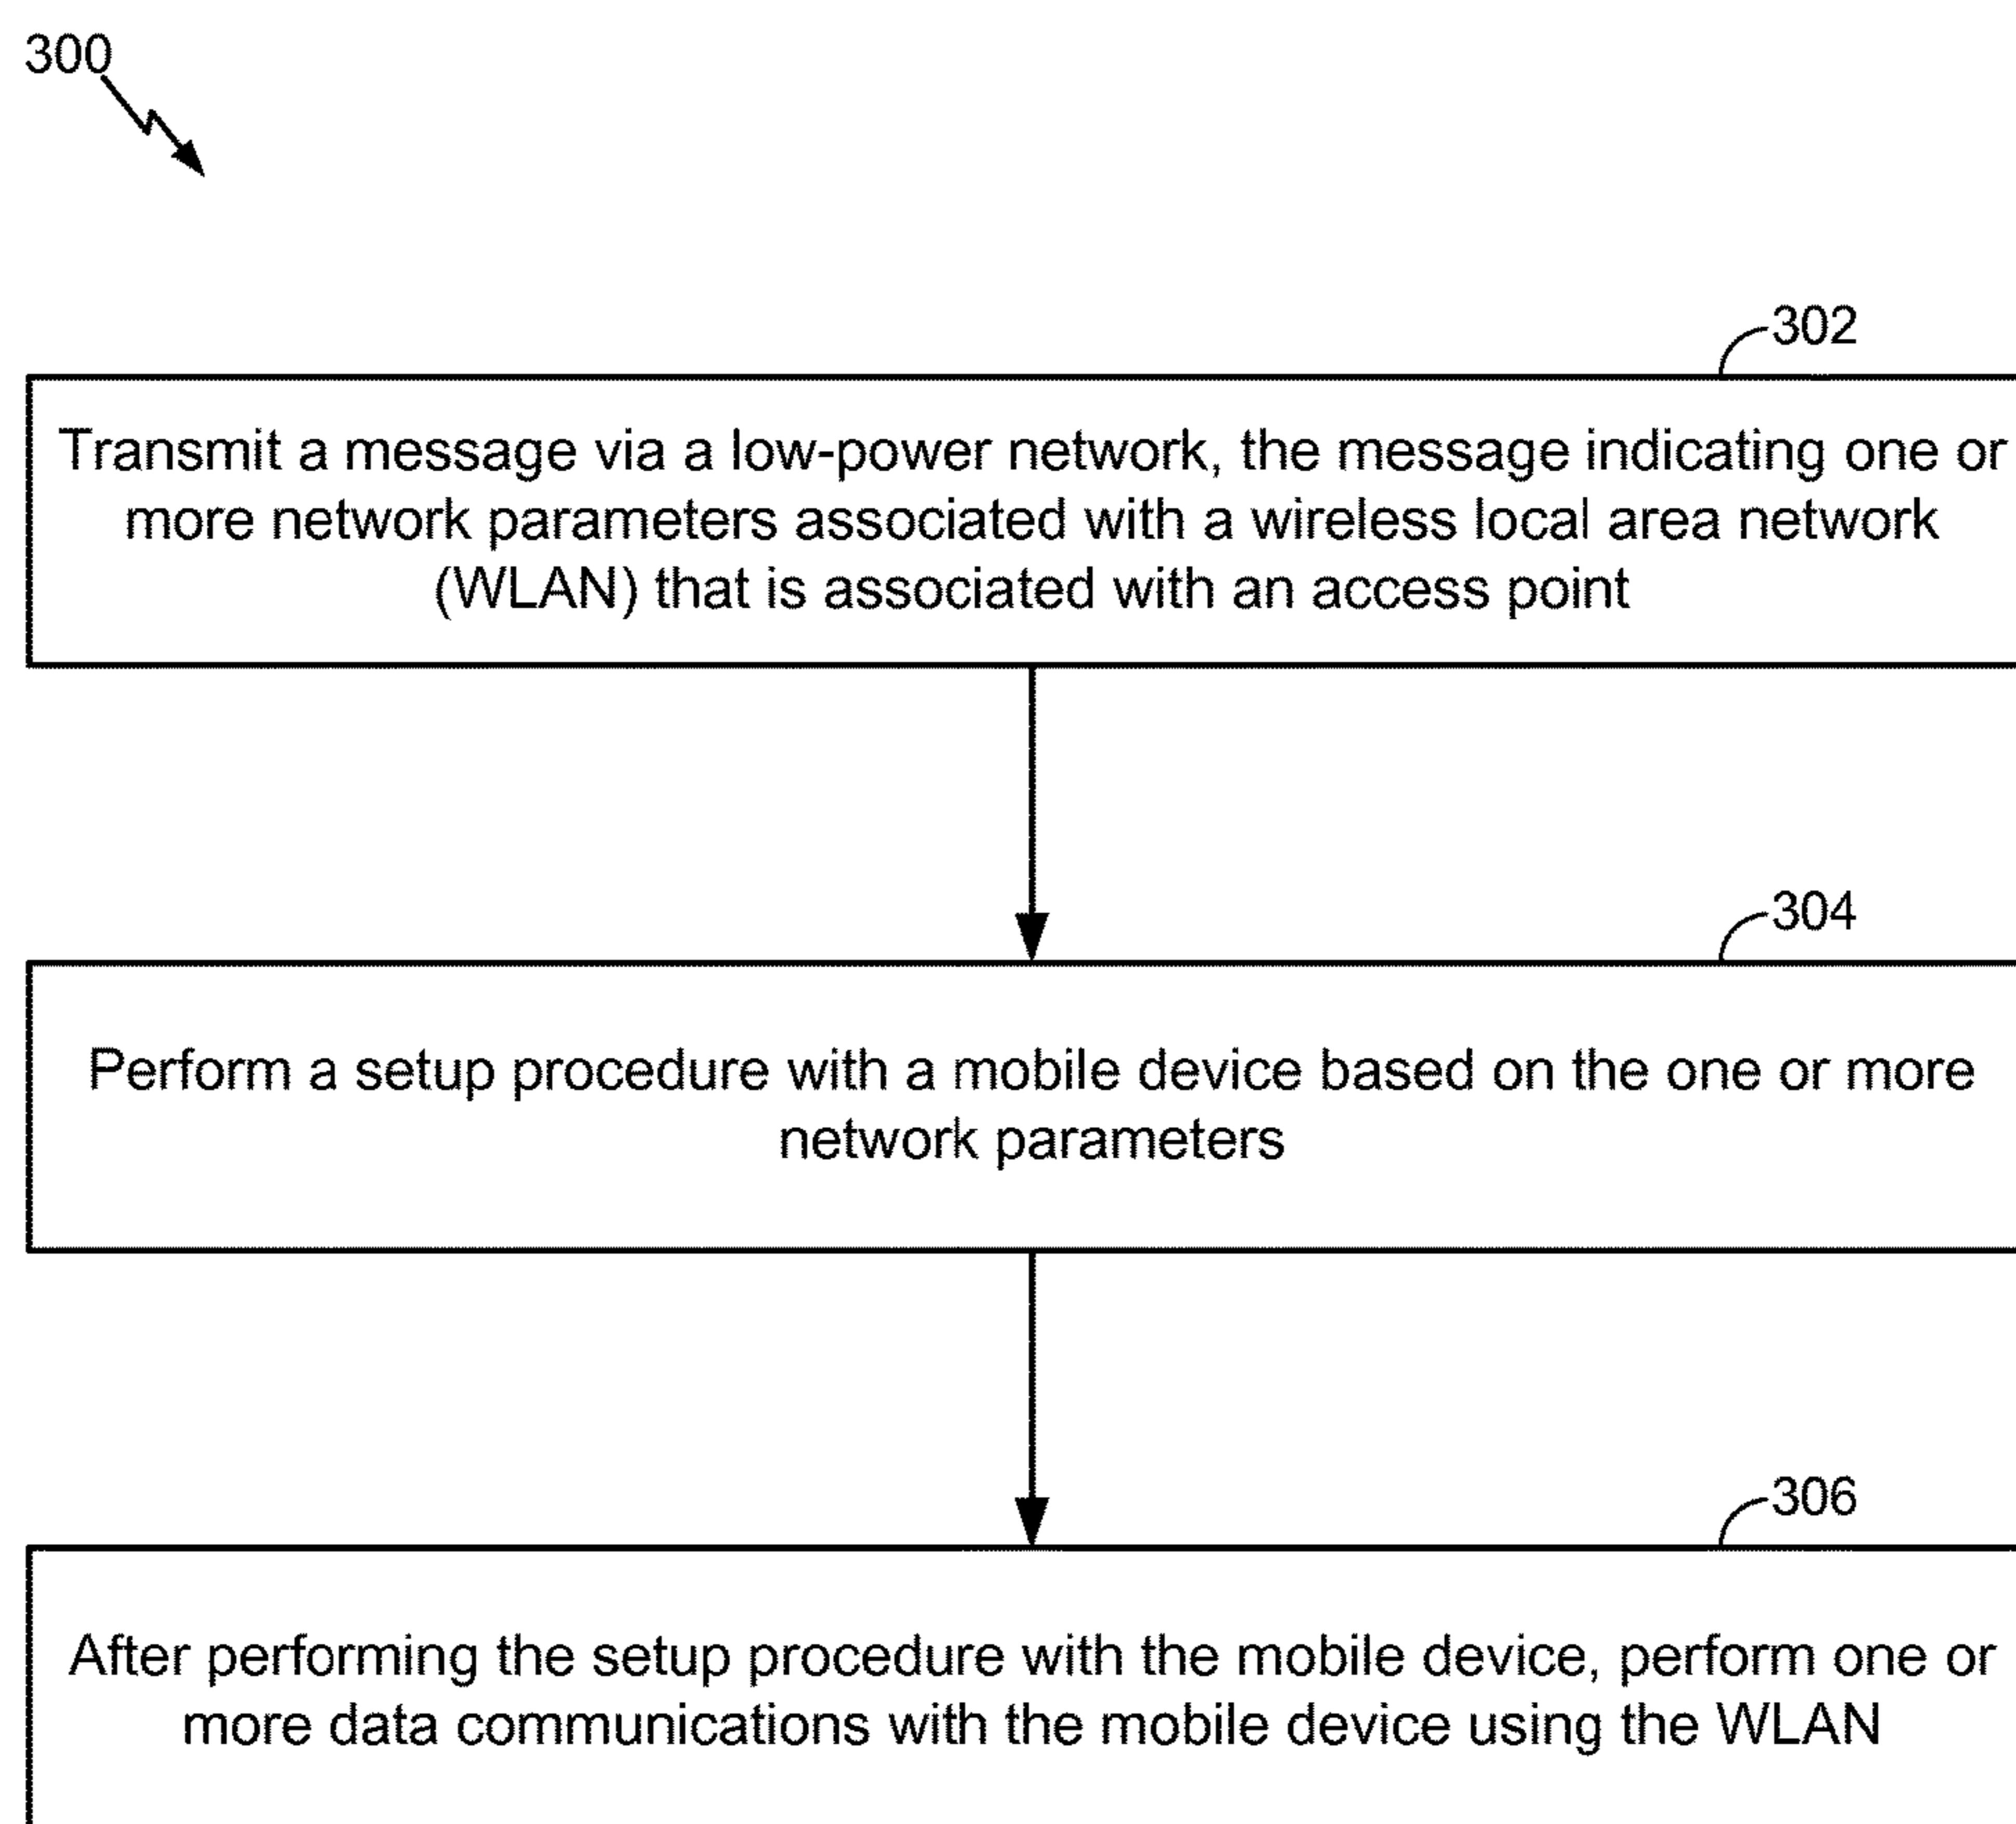 300
302
Transmit a message via a low-power network, the message indicating one or
more network parameters associated with a wireless local area network
(WLAN) that is associated with an access point
304
Perform a setup procedure with a mobile device based on the one or more
network parameters
306
After performing the setup procedure with the mobile device, perform one or
more data communications with the mobile device using the WLAN